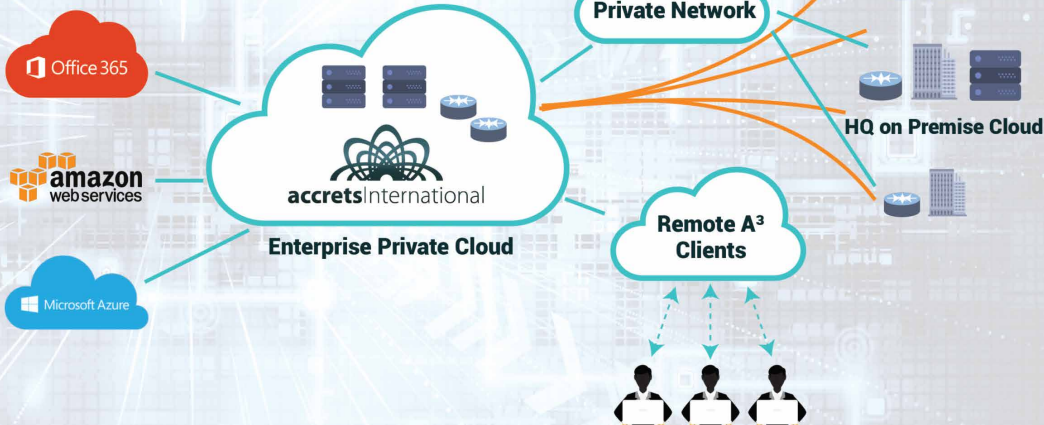 Private Network
Office 365
HQ on Premise Cloud
amazon
webservices
accretsInternational
Remote A³
Clients
Enterprise Private Cloud
Microsoft Azure